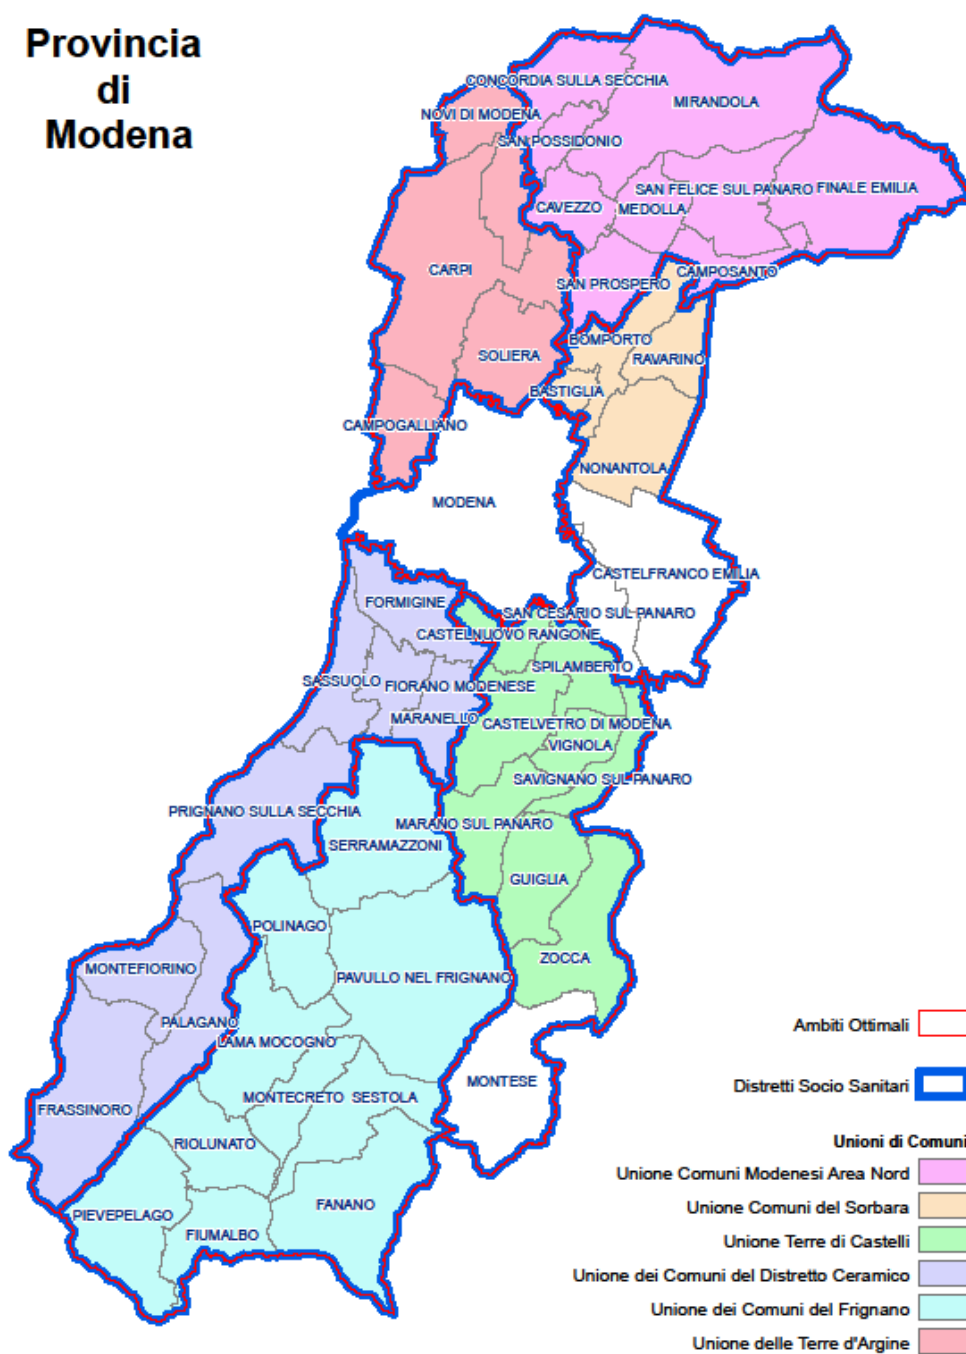 Provincia
di
Modena
CONCORDIA SULLA SECCHIA
MIRANDOLA
NOVI DI MODENA
SAN POSSIDONIO
SAN FELICE SUL PANARO
FINALE EMILIA
CAVEZZO
MEDOLLA
CARPI
CAMPOSANTO
SAN PROSPERO
BOMPORTO
SOLIERA
RAVARINO
BASTIGLIA
CAMPOGALLIANO
NONANTOLA
MODENA
CASTELFRANCO EMILIA
FORMIGINE
SAN CESARIO SUL PANARO
CASTELNUOVO RANGONE
SPILAMBERTO
SASSUOLO
FIORANO MODENESE
MARANELLO
CASTELVETRO DI MODENA
VIGNOLA
SAVIGNANO SUL PANARO
PRIGNANO SULLA SECCHIA
MARANO SUL PANARO
SERRAMAZZONI
GUIGLIA
POLINAGO
ZOCCA
MONTEFIORINO
PAVULLO NEL FRIGNANO
PALAGANO
LAMA MOCOGNO
MONTESE
MONTECRETO
SESTOLA
FRASSINORO
RIOLUNATO
FANANO
PIEVEPELAGO
FIUMALBO
Ambiti Ottimali
Distretti Socio Sanitari
Unioni di Comuni
Unione Comuni Modenesi Area Nord
Unione Comuni del Sorbara
Unione Terre di Castelli
Unione dei Comuni del Distretto Ceramico
Unione dei Comuni del Frignano
Unione delle Terre d'Argine